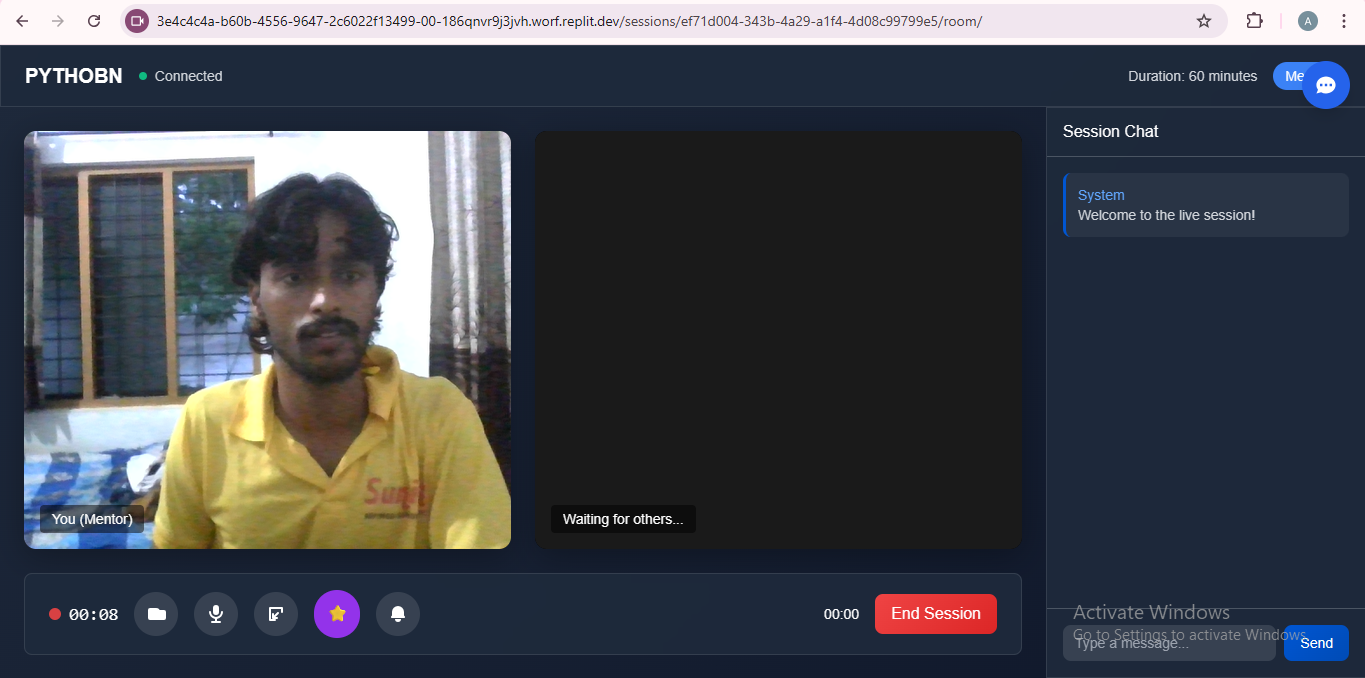 3e4c4c4a-b60b-4556-9647-2c6022f13499-00-186qnvr9j3jvh.worf.replit.dev/sessions/ef71d004-343b-4a29-a1f4-4d08c99799e5/room/
A
PYTHOBN
Connected
Duration: 60 minutes
Session Chat
System
Welcome to the live session!
You (Mentor)
Waiting for others...
00:08
00:00
End Session
Activate Windows
Go to Settings to activate Windows.
Type a message...
Send